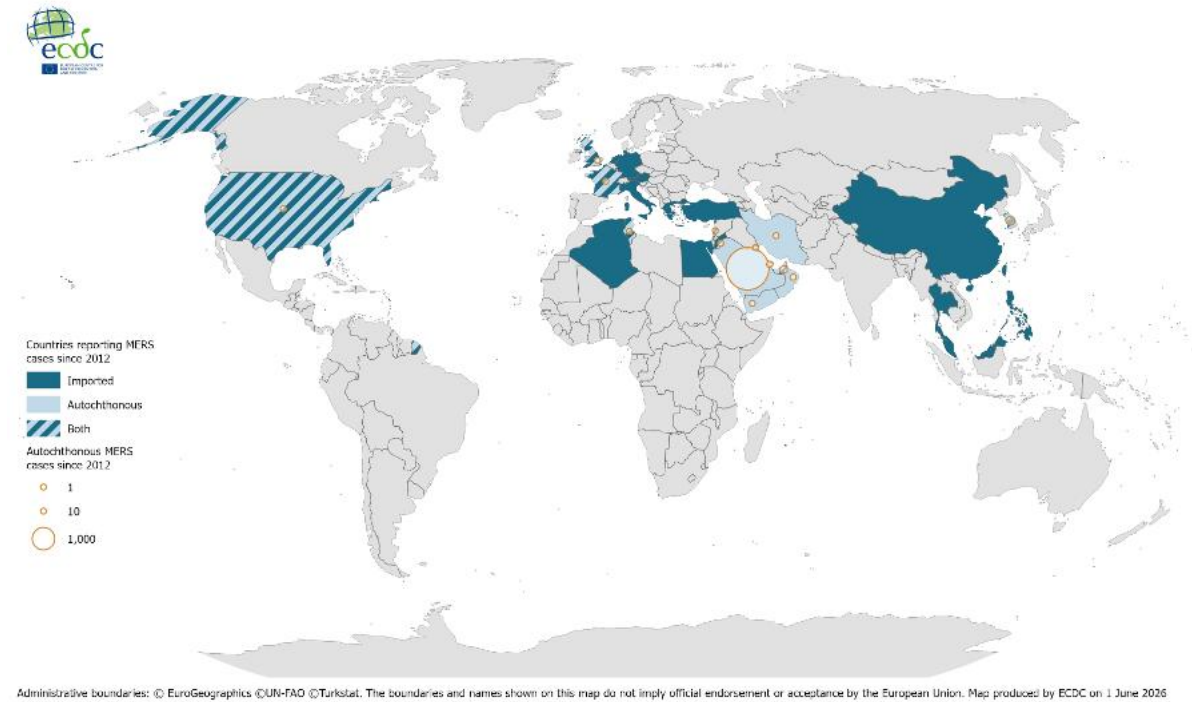 ecdc
Countries reporting MERS
cases since 2012
Imported
Autochthonous
Both
Autochthonous MERS
cases since 2012
1
10
1,000
Administrative boundaries: © EuroGeographics ©UN-FAO ©Turkstat. The boundaries and names shown on this map do not imply official endorsement or acceptance by the European Union. Map produced by ECDC on 1 June 2026